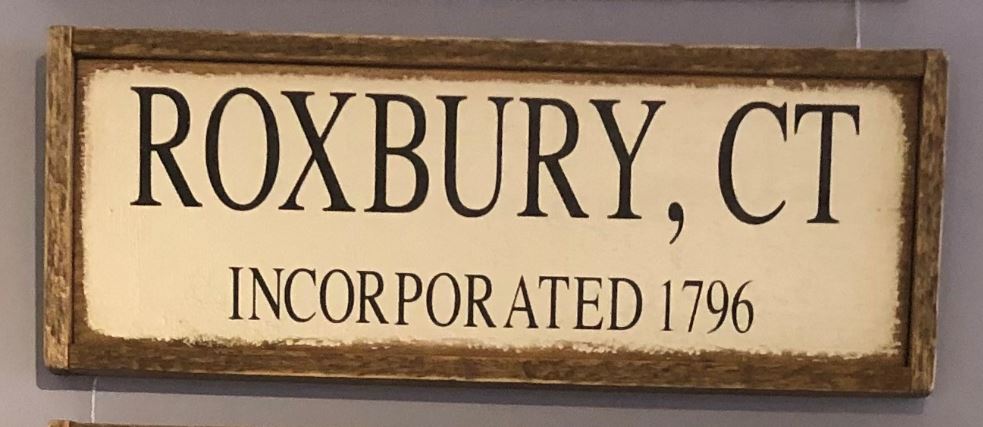 ROXBURY, CT
INCORPORATED 1796